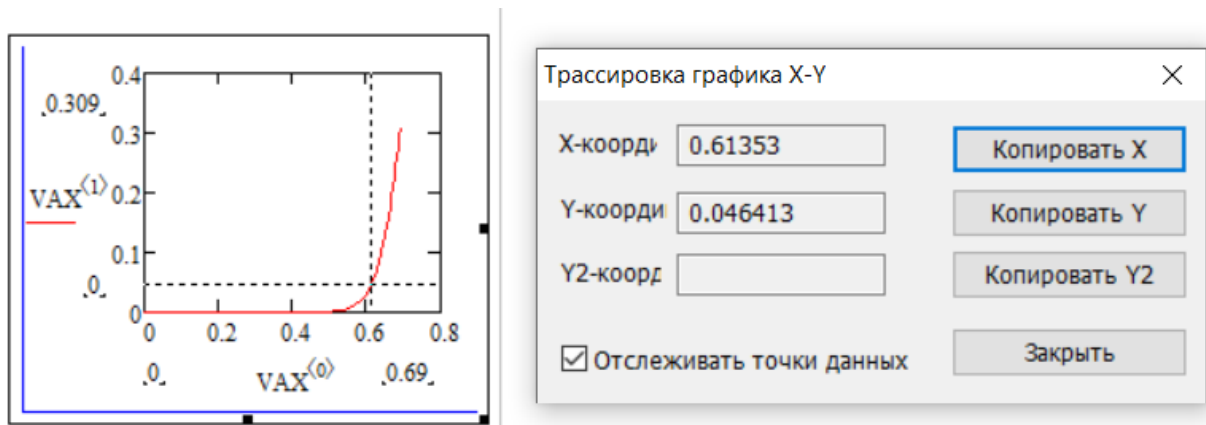 0.4
0.309
0.3
VAX⟨1⟩
0.2
0.1
0
0
0 0.2 0.4 0.6 0.8
0 VAX⟨0⟩ 0.69
Трассировка графика X-Y
X-коорди 0.61353 Копировать X
Y-координ 0.046413 Копировать Y
Y2-коорд Копировать Y2
Отслеживать точки данных Закрыть